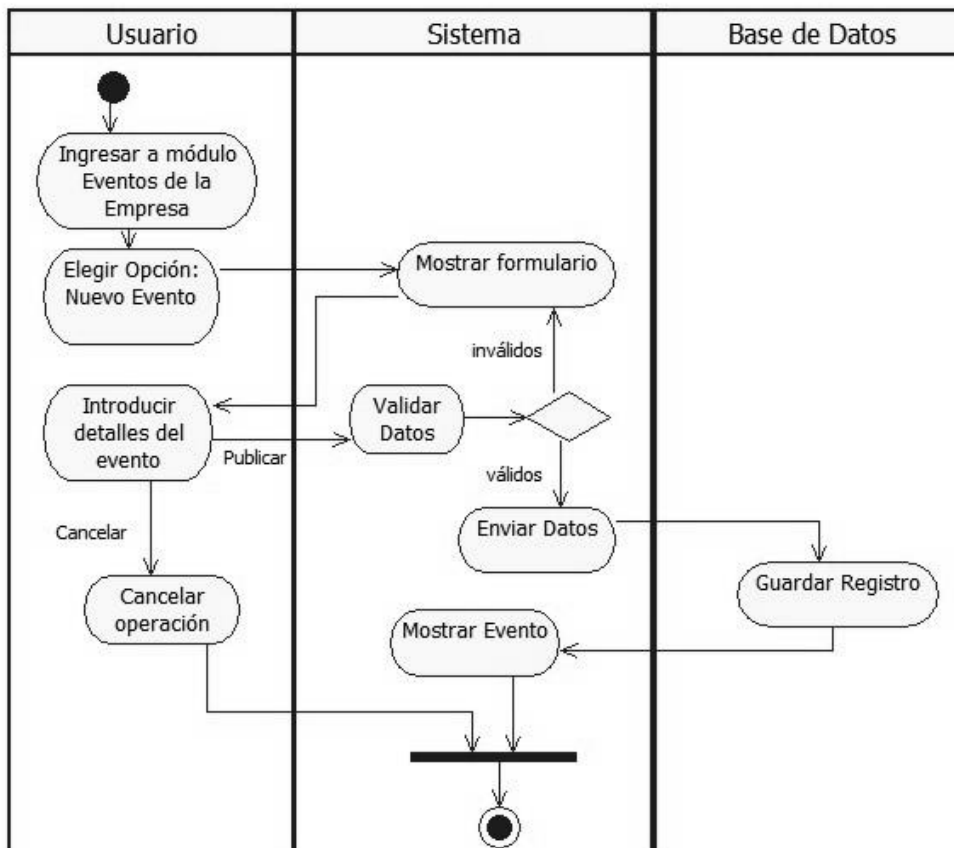 Usuario
Sistema
Base de Datos
Ingresar a módulo
Eventos de la
Empresa
Elegir Opción:
Nuevo Evento
Mostrar formulario
inválidos
Introducir
detalles del
evento
Publicar
Validar
Datos
válidos
Cancelar
Enviar Datos
Guardar Registro
Cancelar
operación
Mostrar Evento